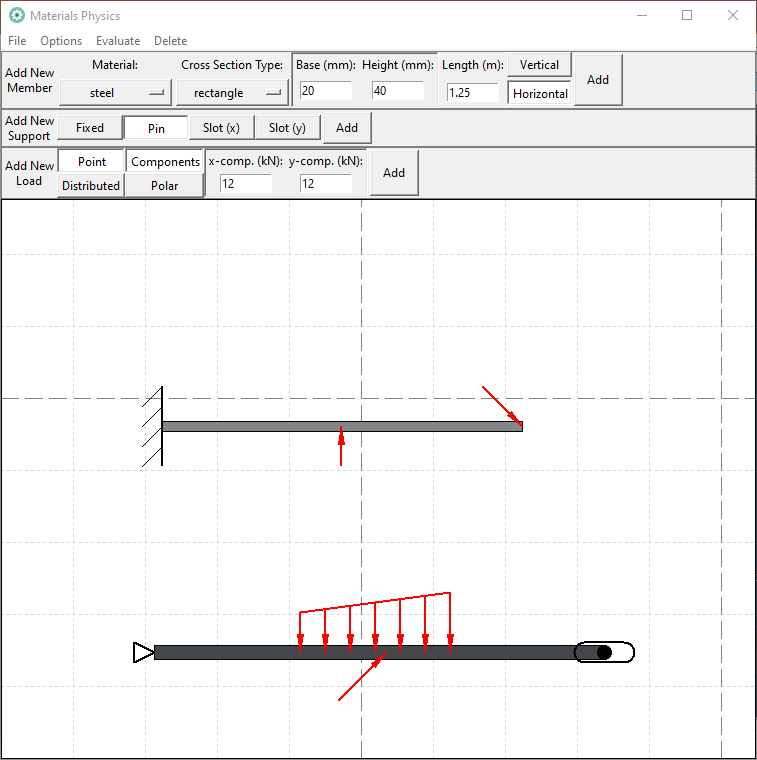 Materials Physics
File Options Evaluate Delete
Add New Member
Material:
steel
Cross Section Type:
rectangle
Base (mm): Height (mm):
20 40
Length (m):
1.25
Vertical
Horizontal
Add
Add New Support
Fixed Pin Slot (x) Slot (y) Add
Add New Load
Point Components
Distributed Polar
x-comp. (kN): y-comp. (kN):
12 12
Add